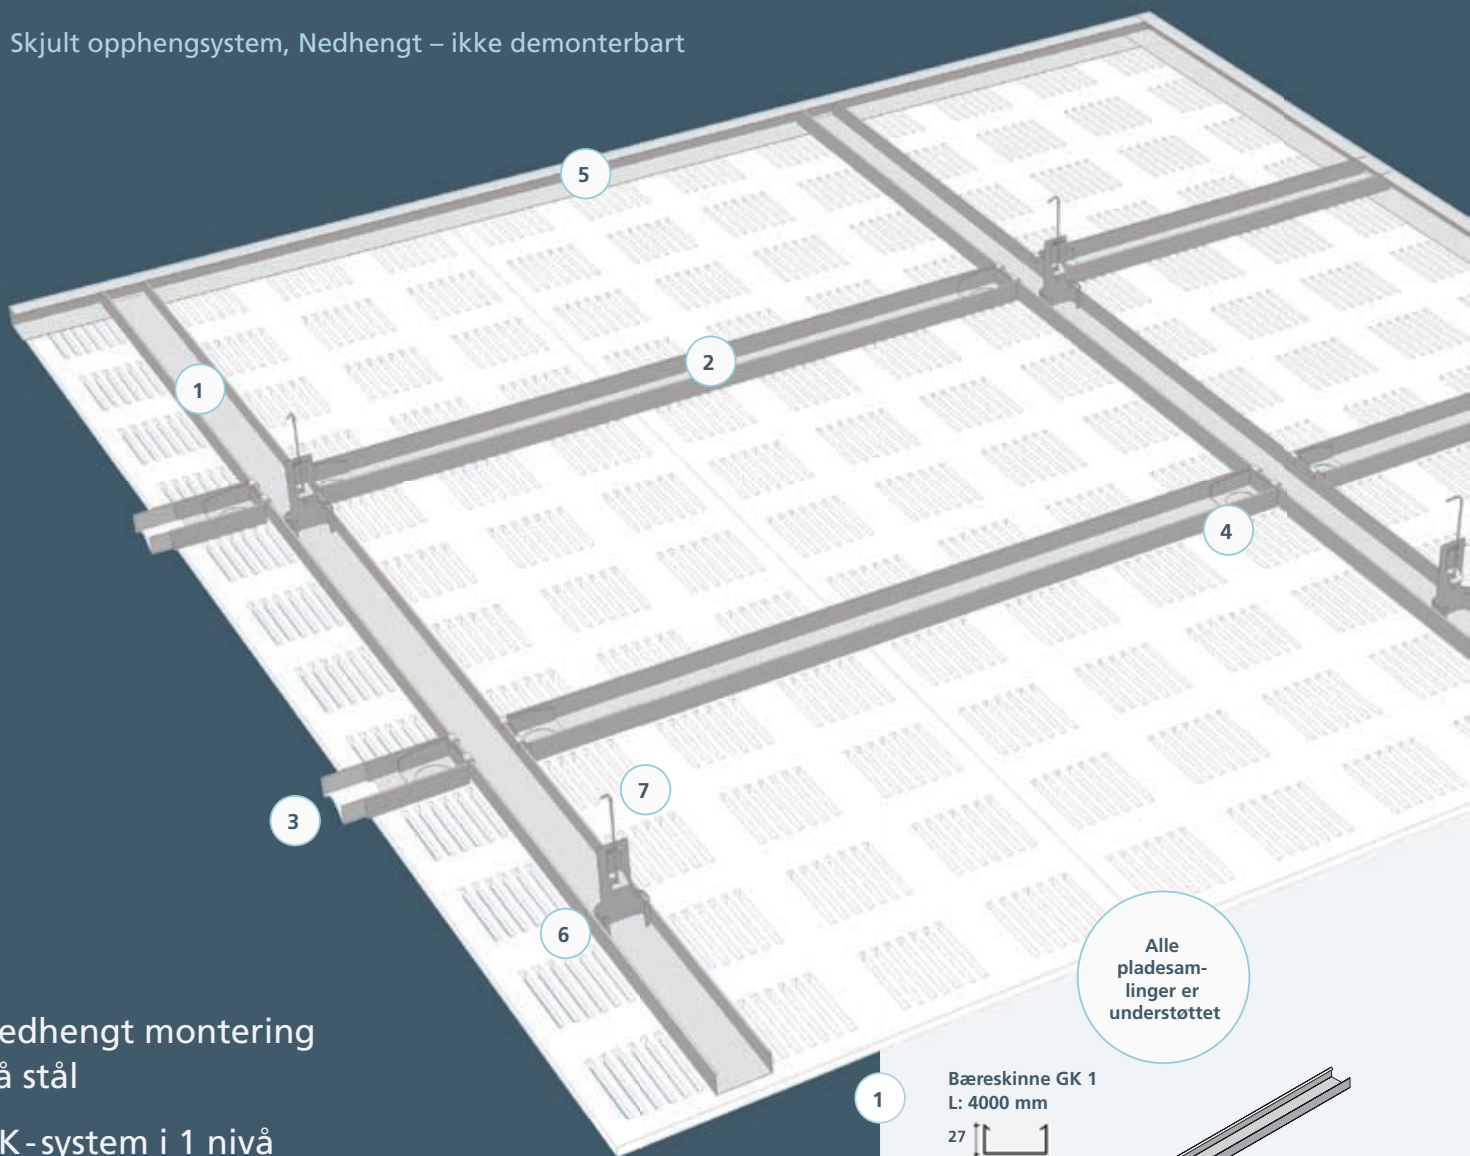 Skjult opphengsystem, Nedhengt – ikke demonterbart
5
2
1
4
7
3
6
Alle
pladesam-
linger er
understøttet
edhengt montering
å stål
K-system i 1 nivå
1
Bæreskinne GK 1
L: 4000 mm
27